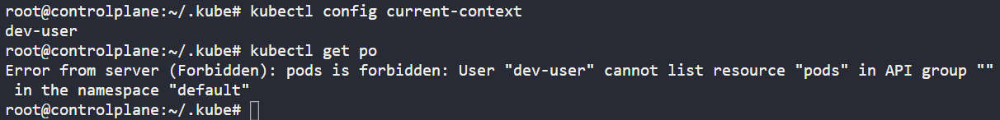 root@controlplane:~/.kube# kubectl config current-context
dev-user
root@controlplane:~/.kube# kubectl get po
Error from server (Forbidden): pods is forbidden: User "dev-user" cannot list resource "pods" in API group ""
 in the namespace "default"
root@controlplane:~/.kube#